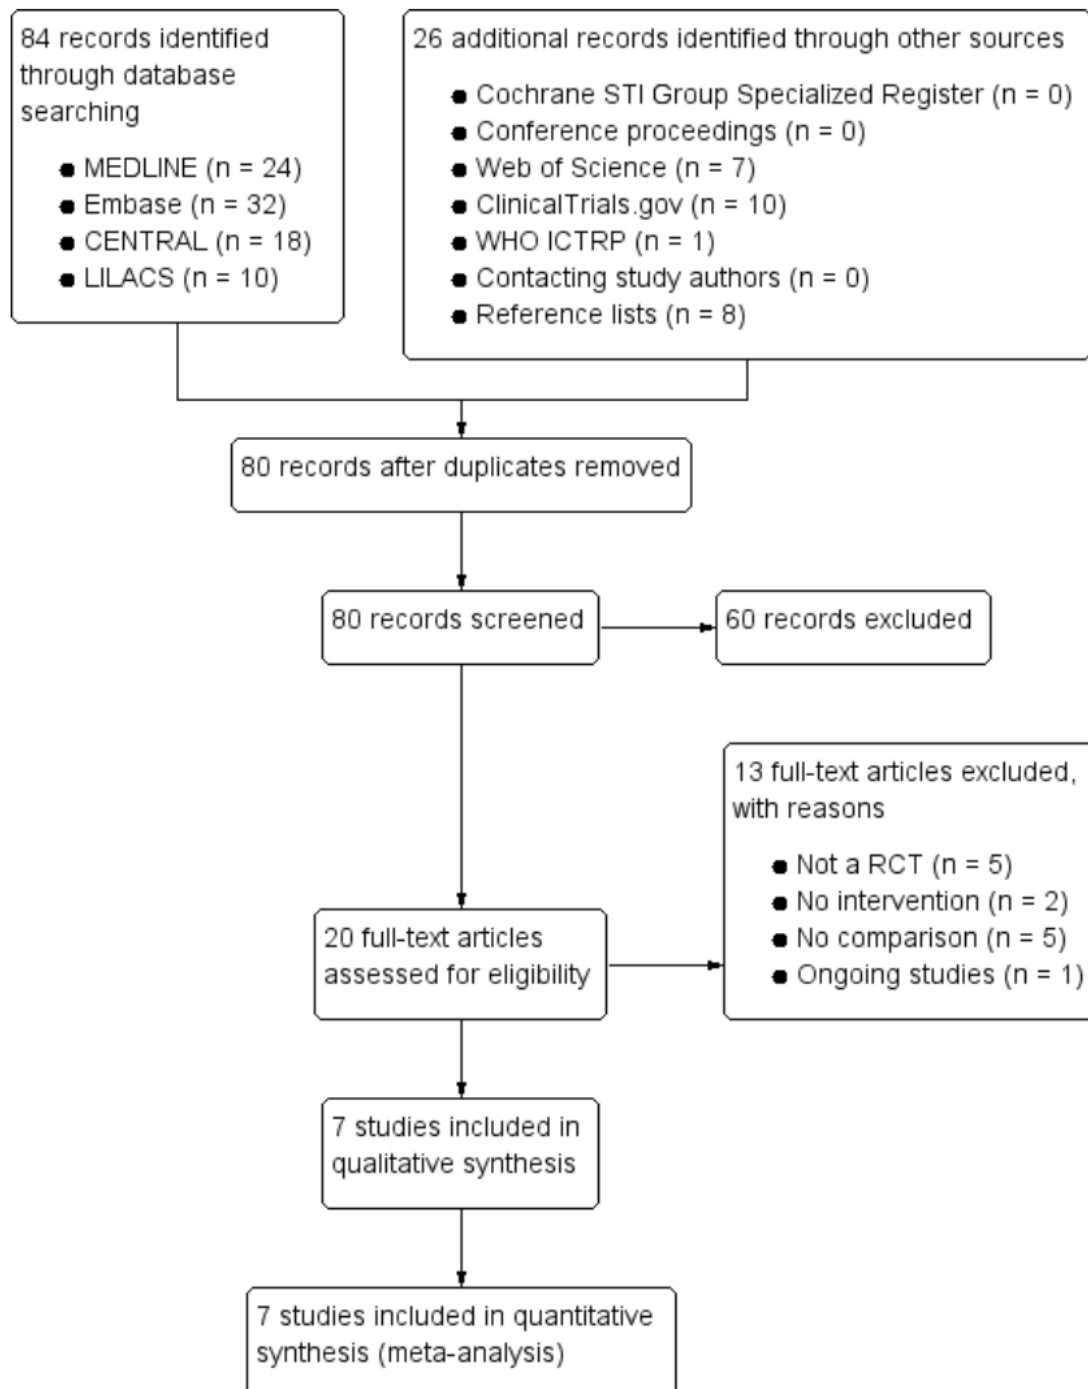 84 records identified
through database
searching
● MEDLINE (n = 24)
● Embase (n = 32)
● CENTRAL (n = 18)
● LILACS (n = 10)
26 additional records identified through other sources
● Cochrane STI Group Specialized Register (n = 0)
● Conference proceedings (n = 0)
● Web of Science (n = 7)
● ClinicalTrials.gov (n = 10)
● WHO ICTRP (n = 1)
● Contacting study authors (n = 0)
● Reference lists (n = 8)
80 records after duplicates removed
80 records screened
60 records excluded
13 full-text articles excluded,
with reasons
● Not a RCT (n = 5)
● No intervention (n = 2)
● No comparison (n = 5)
● Ongoing studies (n = 1)
20 full-text articles
assessed for eligibility
7 studies included in
qualitative synthesis
7 studies included in quantitative
synthesis (meta-analysis)